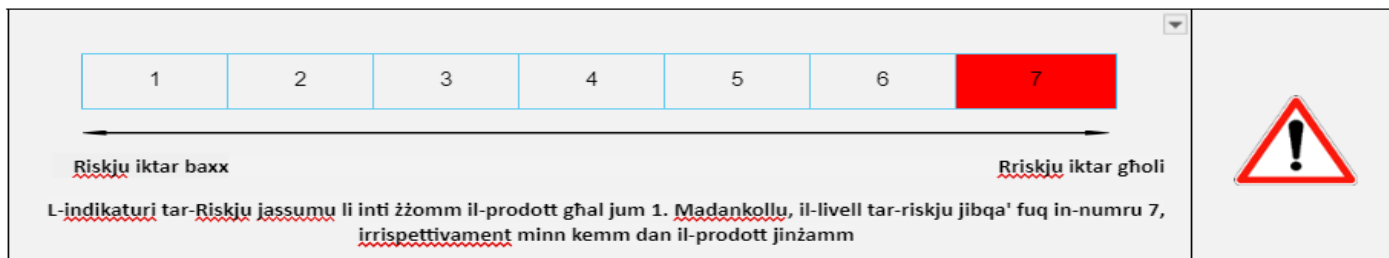 1 2 3 4 5 6 7
Riskju iktar baxx Rriskju iktar għoli
L-indikaturi tar-Riskju jassumu li inti żżomm il-prodott għal jum 1. Madankollu, il-livell tar-riskju jibqa' fuq in-numru 7,
irrispettivament minn kemm dan il-prodott jinżamm